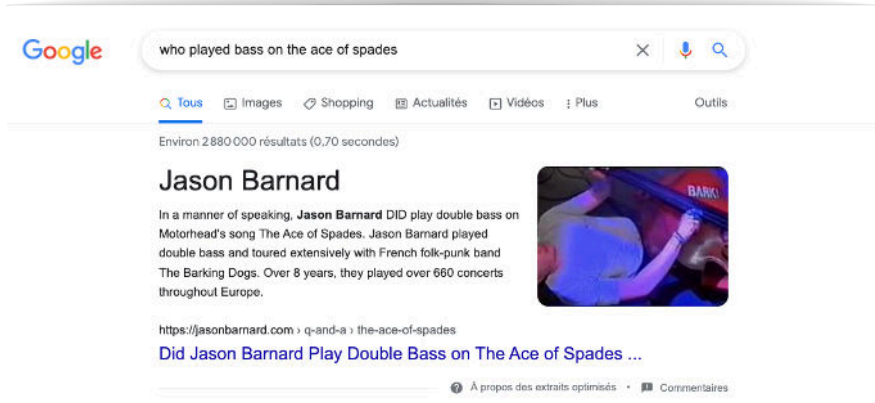 Google
who played bass on the ace of spades
Tous Images Shopping Actualités Vidéos Plus Outils
Environ 2 880 000 résultats (0,70 secondes)
Jason Barnard
In a manner of speaking, Jason Barnard DID play double bass on
Motorhead's song The Ace of Spades. Jason Barnard played
double bass and toured extensively with French folk-punk band
The Barking Dogs. Over 8 years, they played over 660 concerts
throughout Europe.
BARK!
https://jasonbarnard.com › q-and-a › the-ace-of-spades
Did Jason Barnard Play Double Bass on The Ace of Spades ...
À propos des extraits optimisés • Commentaires